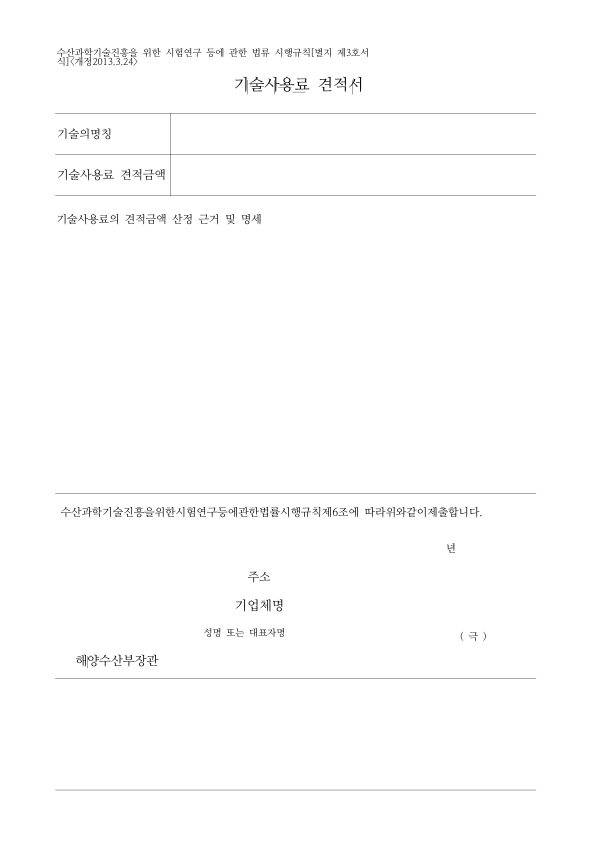 수산과학기술진흥을 위한 시험연구 등에 관한 법류 시행규칙[별지 제3호서
식]<개정2013.3.24>
기술사용료 견적서
기술의명칭
기술사용료 견적금액
기술사용료의 견적금액 산정 근거 및 명세
수산과학기술진흥을위한시험연구등에관한법률시행규칙제6조에 따라위와같이제출합니다.
년
주소
기업체명
성명 또는 대표자명
( 극 )
해양수산부장관